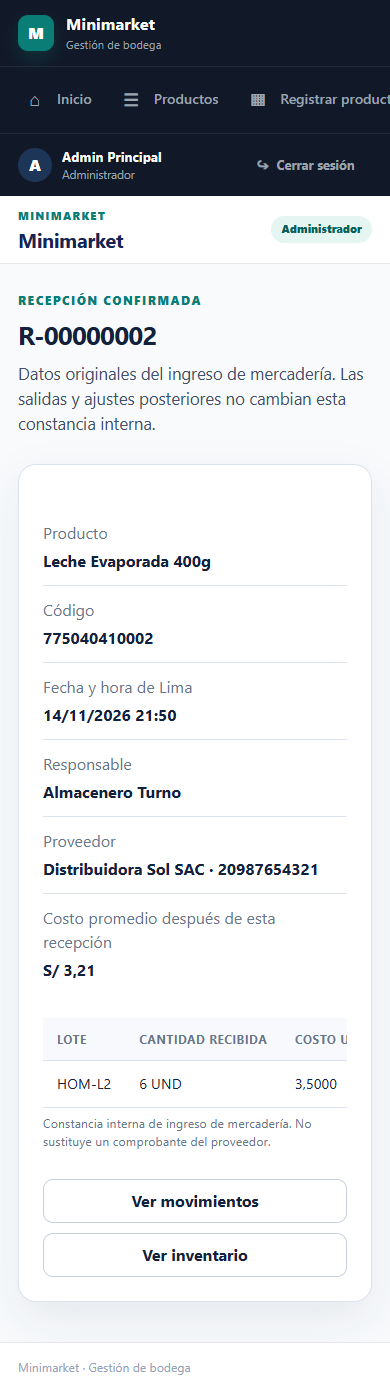 M
Minimarket
Gestión de bodega
Inicio
Productos
Registrar product
A
Admin Principal
Administrador
Cerrar sesión
MINIMARKET
Minimarket
Administrador
RECEPCIÓN CONFIRMADA
R-00000002
Datos originales del ingreso de mercadería. Las
salidas y ajustes posteriores no cambian esta
constancia interna.
Producto
Leche Evaporada 400g
Código
775040410002
Fecha y hora de Lima
14/11/2026 21:50
Responsable
Almacenero Turno
Proveedor
Distribuidora Sol SAC · 20987654321
Costo promedio después de esta
recepción
S/ 3,21
LOTE CANTIDAD RECIBIDA COSTO U
HOM-L2 6 UND 3,5000
Constancia interna de ingreso de mercadería. No
sustituye un comprobante del proveedor.
Ver movimientos
Ver inventario
Minimarket · Gestión de bodega